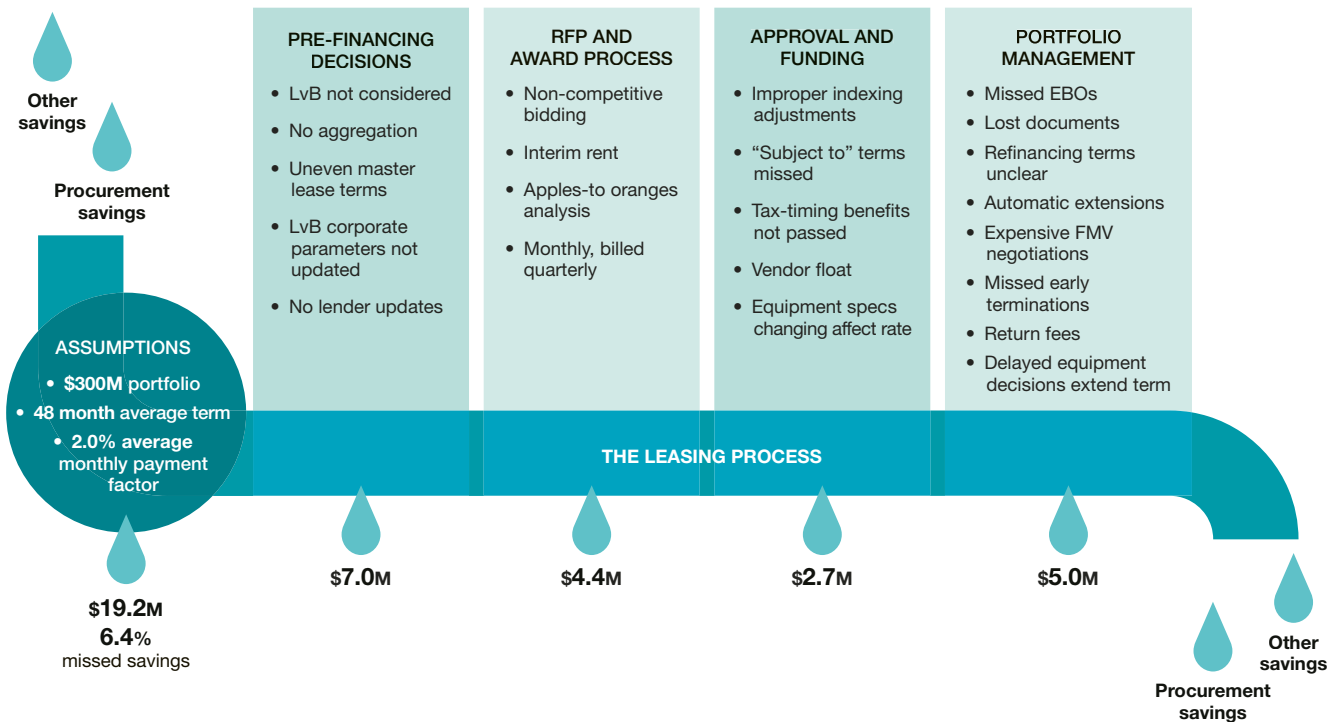 Other
savings
Procurement
savings
ASSUMPTIONS
• $300M portfolio
• 48 month average term
• 2.0% average
monthly payment
factor
$19.2M
6.4%
missed savings
PRE-FINANCING
DECISIONS
• LvB not considered
• No aggregation
• Uneven master
lease terms
• LvB corporate
parameters not
updated
• No lender updates
RFP AND
AWARD PROCESS
• Non-competitive
bidding
• Interim rent
• Apples-to oranges
analysis
• Monthly, billed
quarterly
APPROVAL AND
FUNDING
• Improper indexing
adjustments
• “Subject to” terms
missed
• Tax-timing benefits
not passed
• Vendor float
• Equipment specs
changing affect rate
PORTFOLIO
MANAGEMENT
• Missed EBOs
• Lost documents
• Refinancing terms
unclear
• Automatic extensions
• Expensive FMV
negotiations
• Missed early
terminations
• Return fees
• Delayed equipment
decisions extend term
THE LEASING PROCESS
$7.0M
$4.4M
$2.7M
$5.0M
Other
savings
Procurement
savings